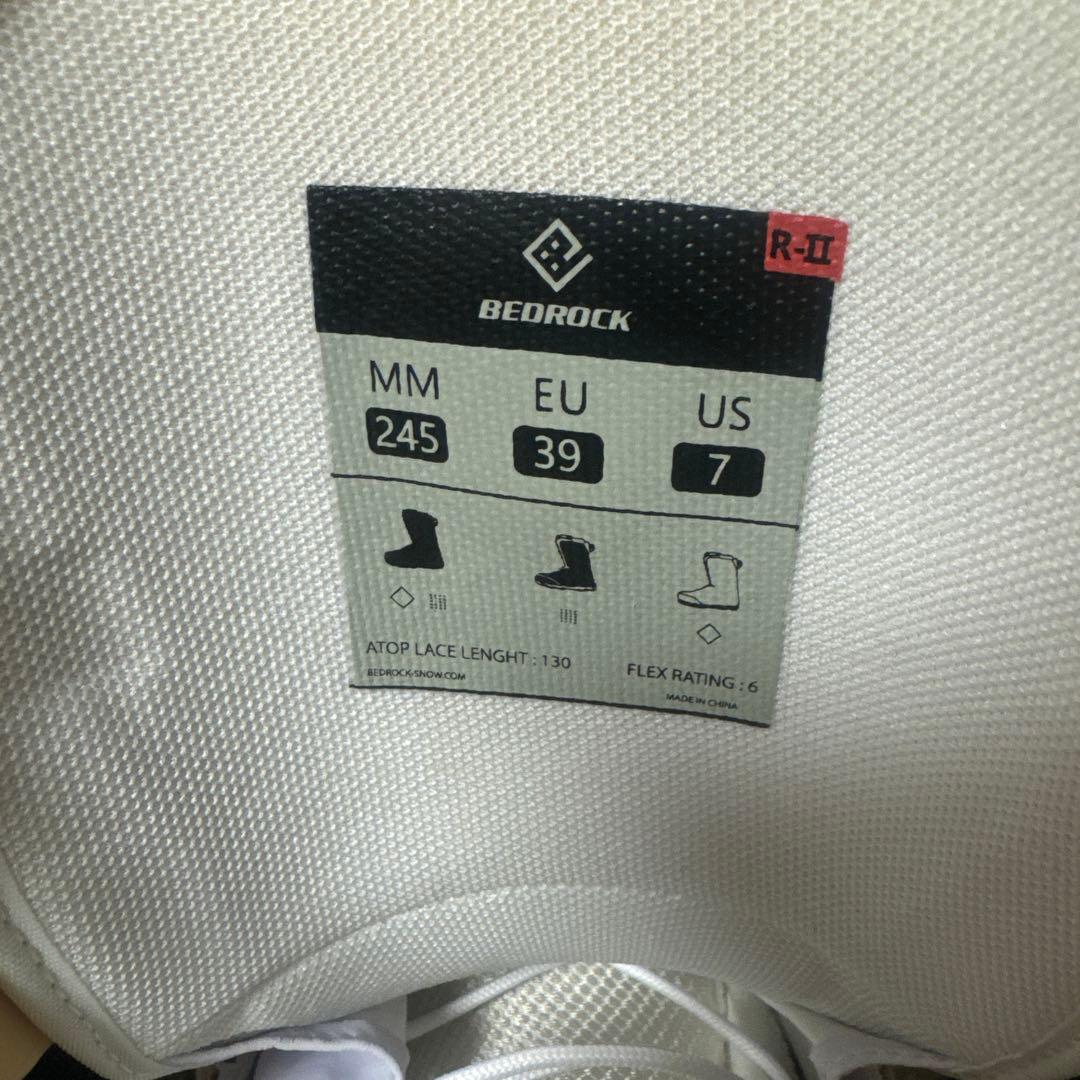 R-II
BEDROCK
MM EU US
245 39 7
ATOP LACE LENGHT : 130
BEDROCK-SNOW.COM
FLEX RATING : 6
MADE IN CHINA